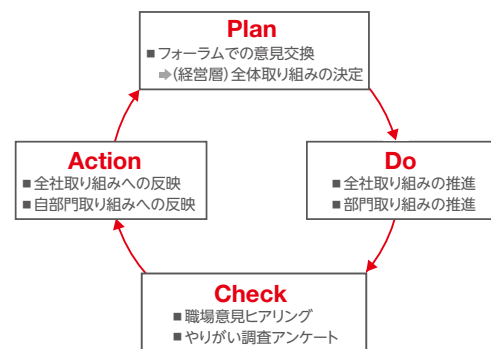 Plan
■フォーラムでの意見交換
➡(経営層)全体取り組みの決定
Action
■全社取り組みへの反映
■自部門取り組みへの反映
Do
■全社取り組みの推進
■部門取り組みの推進
Check
■職場意見ヒアリング
■やりがい調査アンケート